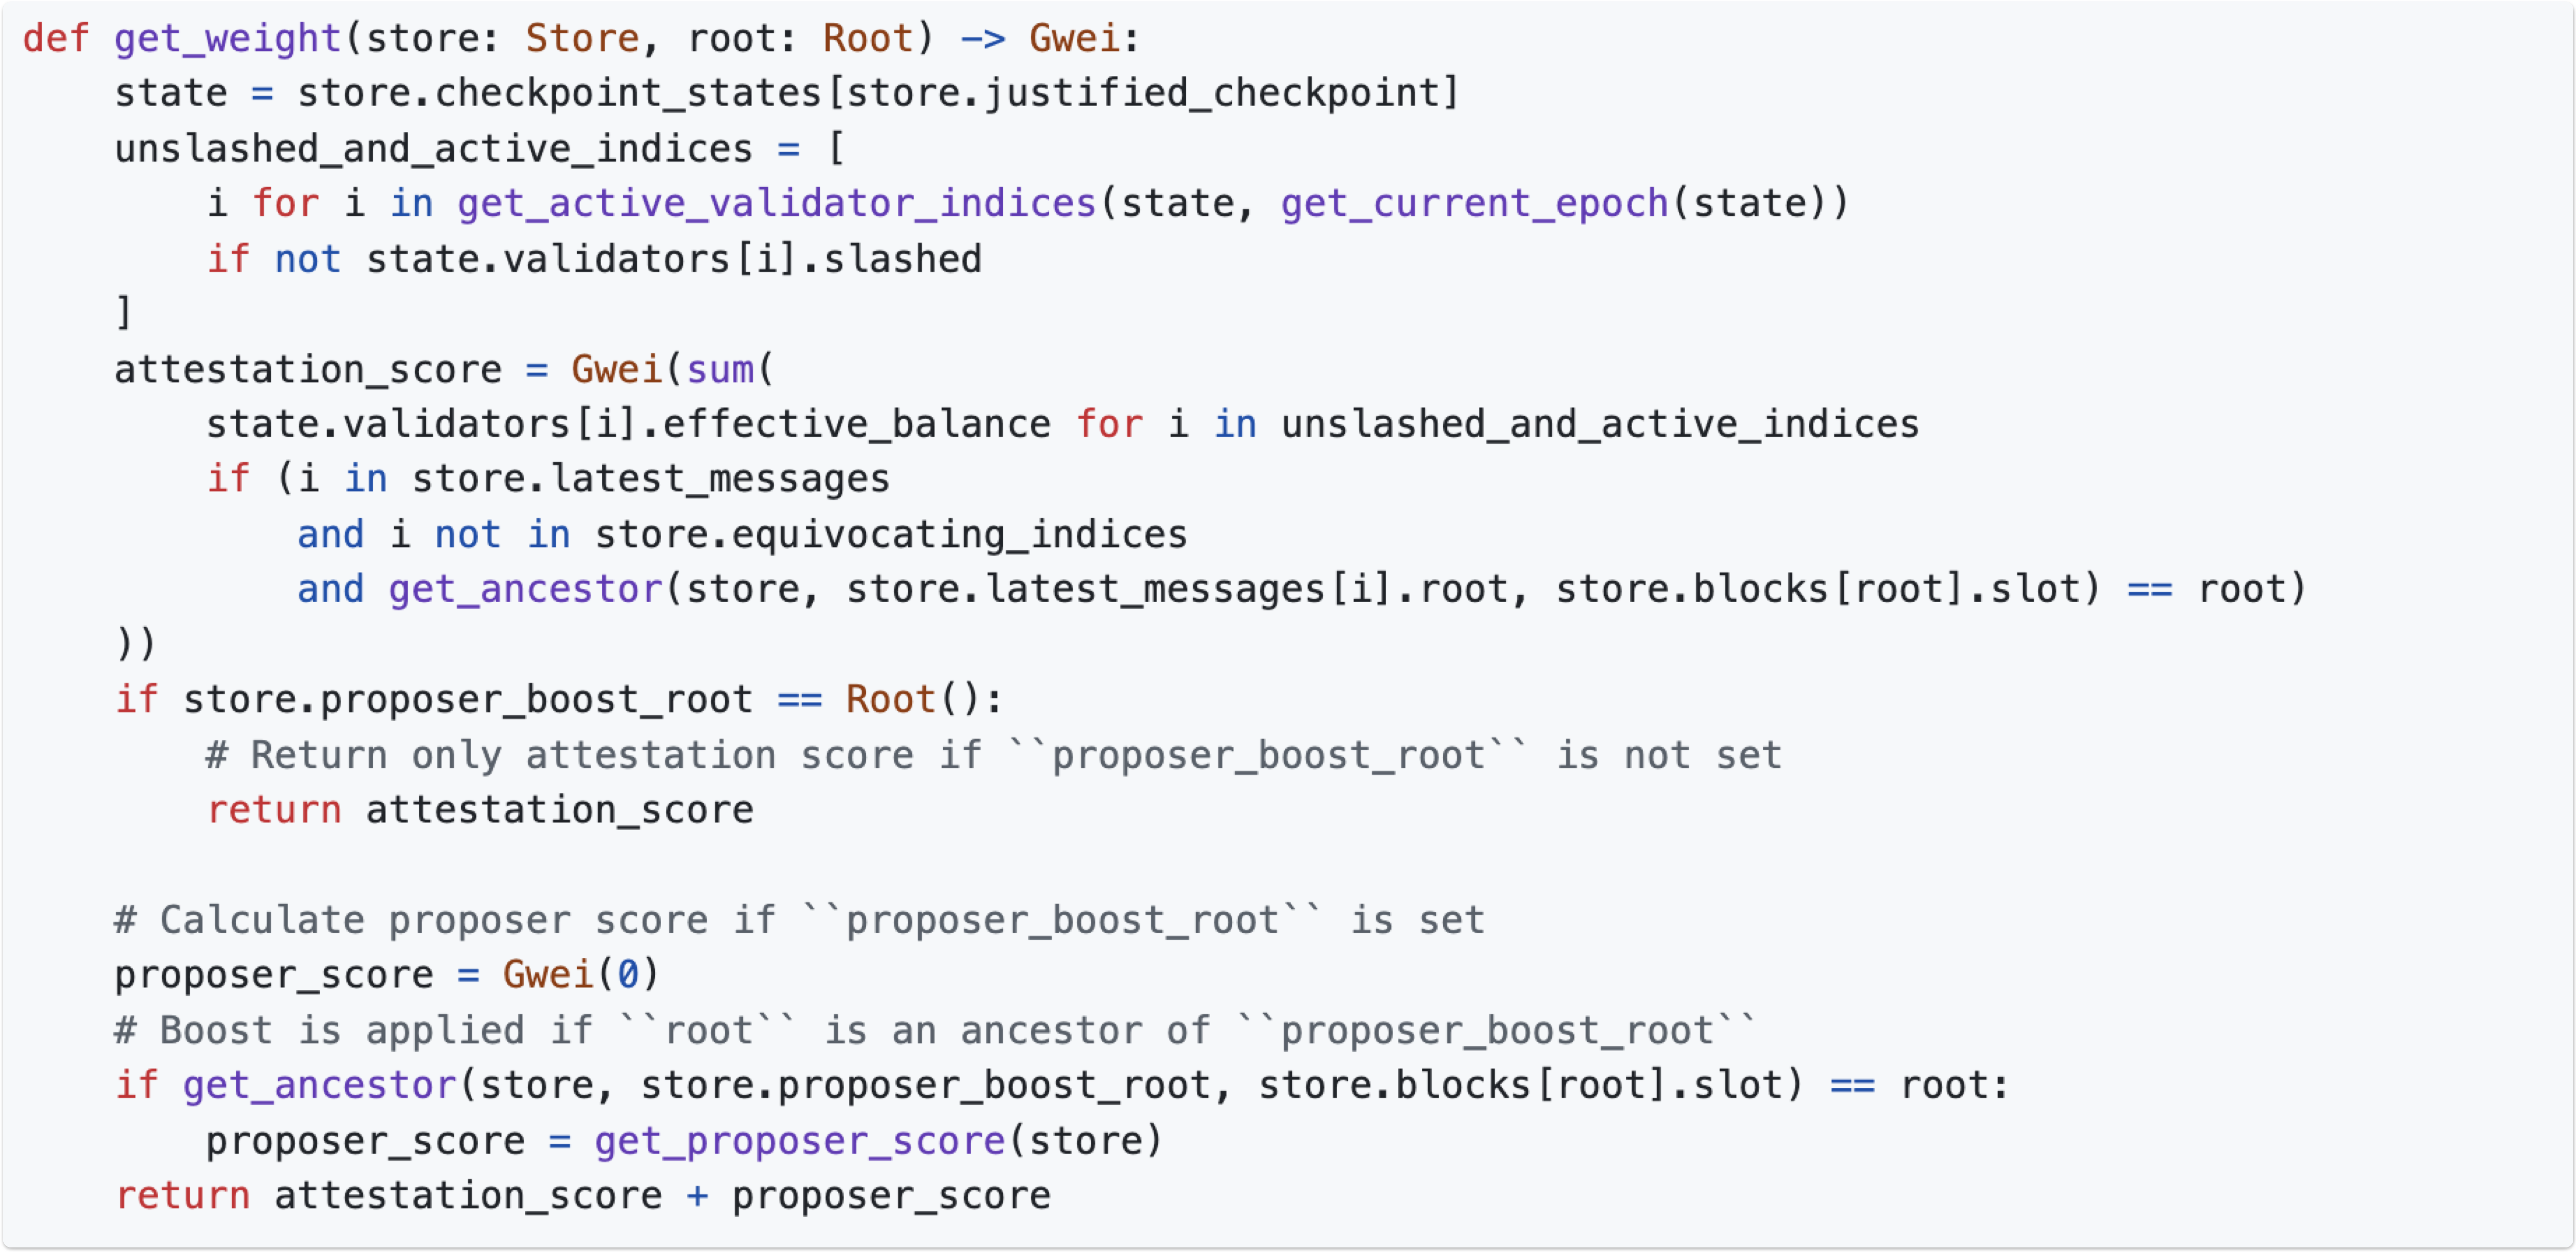 def get_weight(store: Store, root: Root) -> Gwei:
    state = store.checkpoint_states[store.justified_checkpoint]
    unslashed_and_active_indices = [
        i for i in get_active_validator_indices(state, get_current_epoch(state))
        if not state.validators[i].slashed
    ]
    attestation_score = Gwei(sum(
        state.validators[i].effective_balance for i in unslashed_and_active_indices
        if (i in store.latest_messages
            and i not in store.equivocating_indices
            and get_ancestor(store, store.latest_messages[i].root, store.blocks[root].slot) == root)
    ))
    if store.proposer_boost_root == Root():
        # Return only attestation score if ``proposer_boost_root`` is not set
        return attestation_score

    # Calculate proposer score if ``proposer_boost_root`` is set
    proposer_score = Gwei(0)
    # Boost is applied if ``root`` is an ancestor of ``proposer_boost_root``
    if get_ancestor(store, store.proposer_boost_root, store.blocks[root].slot) == root:
        proposer_score = get_proposer_score(store)
    return attestation_score + proposer_score